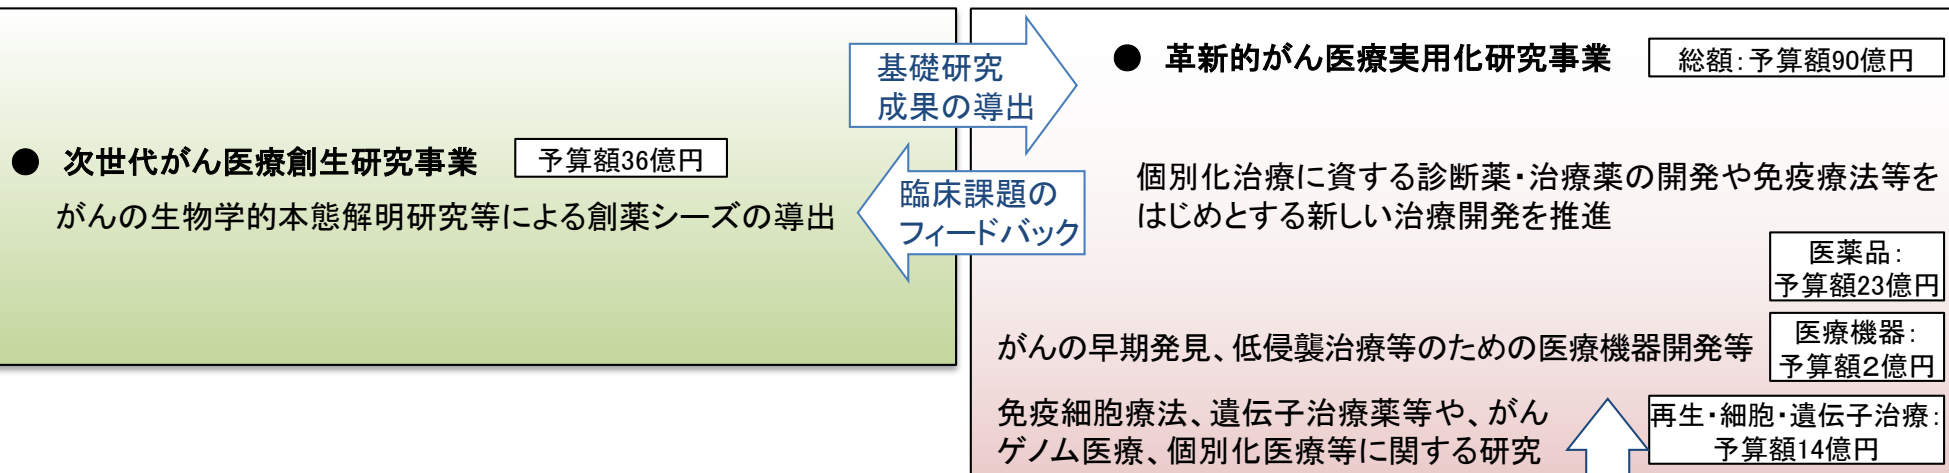 ● 次世代がん医療創生研究事業 予算額36億円
がんの生物学的本態解明研究等による創薬シーズの導出
基礎研究
成果の導出
臨床課題の
フィードバック
● 革新的がん医療実用化研究事業 総額:予算額90億円
個別化治療に資する診断薬・治療薬の開発や免疫療法等を
はじめとする新しい治療開発を推進
医薬品:
予算額23億円
がんの早期発見、低侵襲治療等のための医療機器開発等
医療機器:
予算額2億円
免疫細胞療法、遺伝子治療薬等や、がん
ゲノム医療、個別化医療等に関する研究
再生・細胞・遺伝子治療:
予算額14億円